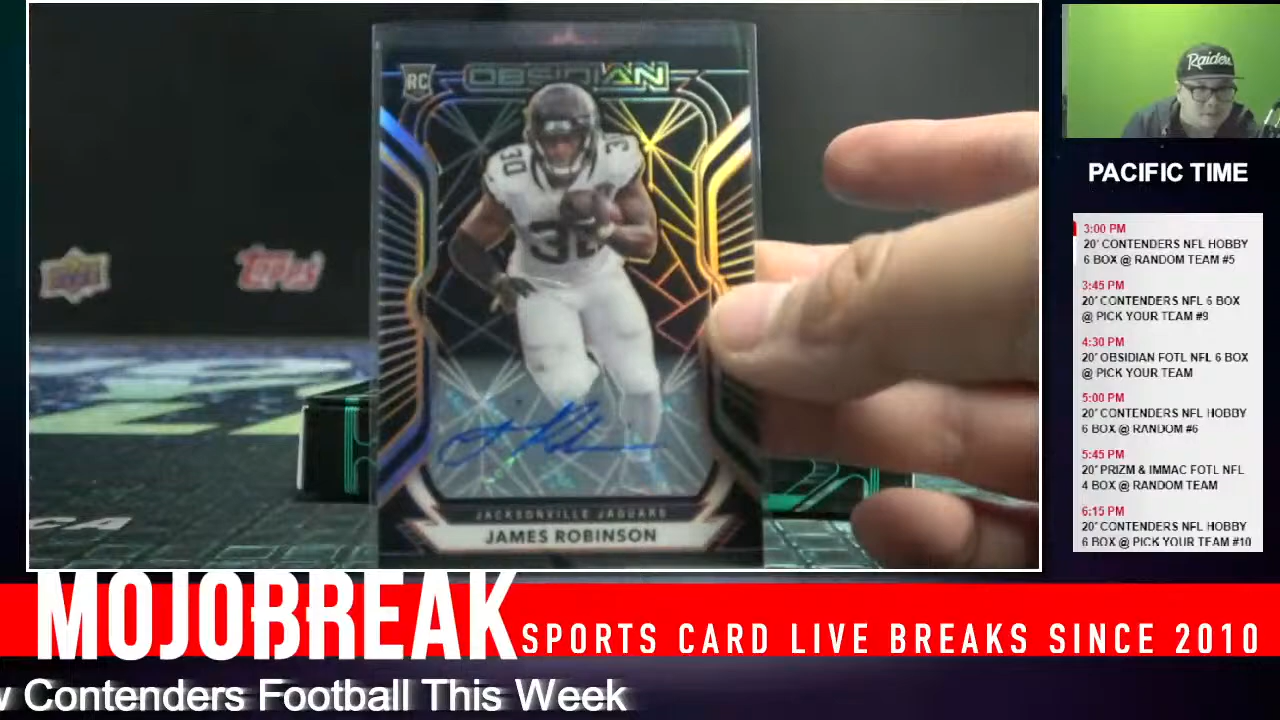 RC
OBSIDIAN
30
30
JACKSONVILLE JAGUARS
JAMES ROBINSON
Topps
Raiders
PACIFIC TIME
3:00 PM
20' CONTENDERS NFL HOBBY
6 BOX @ RANDOM TEAM #5
3:45 PM
20' CONTENDERS NFL 6 BOX
@ PICK YOUR TEAM #9
4:30 PM
20' OBSIDIAN FOTL NFL 6 BOX
@ PICK YOUR TEAM
5:00 PM
20' CONTENDERS NFL HOBBY
6 BOX @ RANDOM #6
5:45 PM
20' PRIZM & IMMAC FOTL NFL
4 BOX @ RANDOM TEAM
6:15 PM
20' CONTENDERS NFL HOBBY
6 BOX @ PICK YOUR TEAM #10
MOJOBREAK
SPORTS CARD LIVE BREAKS SINCE 2010
w Contenders Football This Week